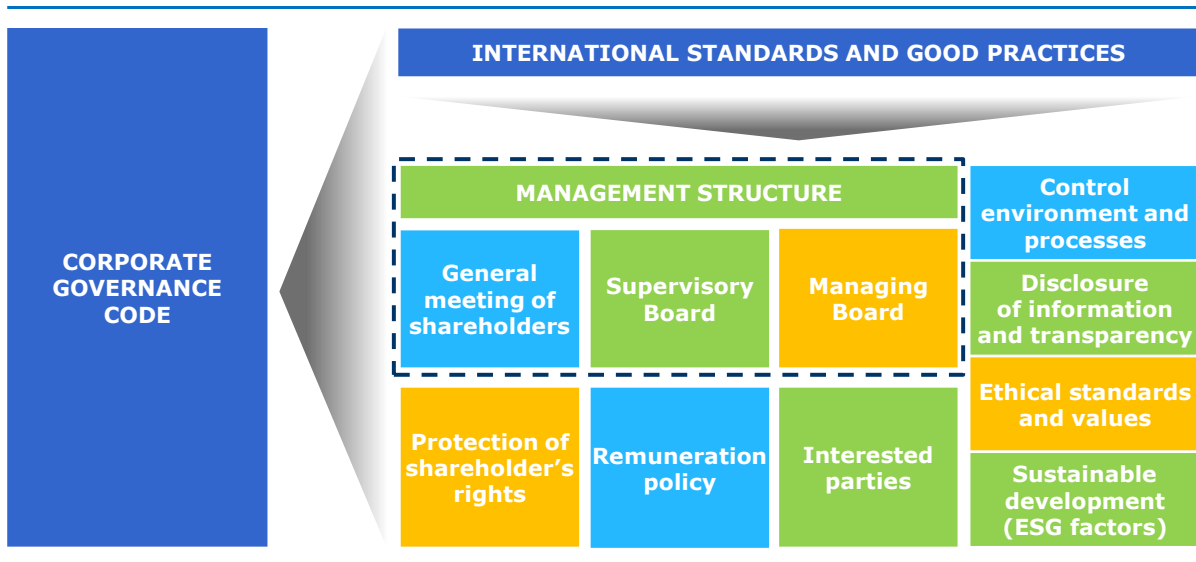 INTERNATIONAL STANDARDS AND GOOD PRACTICES
CORPORATE
GOVERNANCE
CODE
MANAGEMENT STRUCTURE
General
meeting of
shareholders
Supervisory
Board
Managing
Board
Protection of
shareholder’s
rights
Remuneration
policy
Interested
parties
Control
environment and
processes
Disclosure
of information
and transparency
Ethical standards
and values
Sustainable
development
(ESG factors)